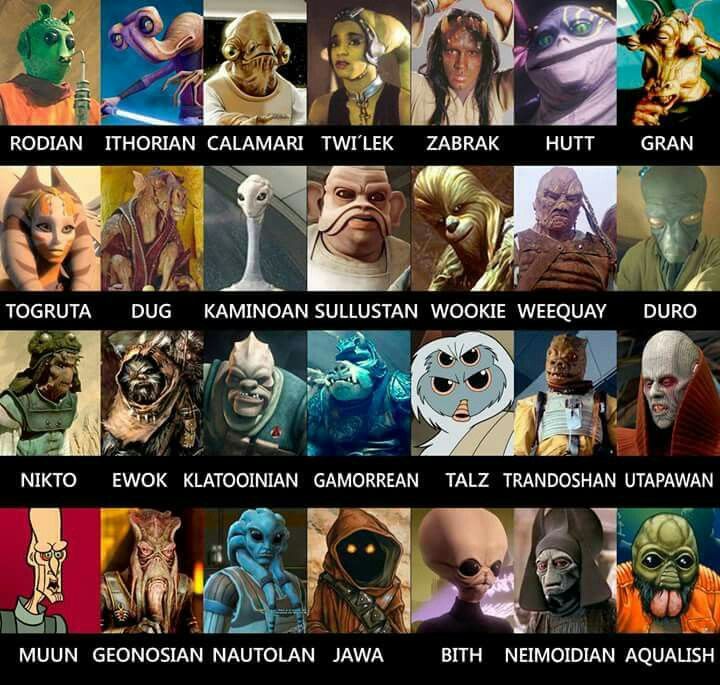 RODIAN ITHORIAN CALAMARI TWI´LEK ZABRAK HUTT GRAN
TOGRUTA DUG KAMINOAN SULLUSTAN WOOKIE WEEQUAY DURO
NIKTO EWOK KLATOOINIAN GAMORREAN TALZ TRANDOSHAN UTAPAWAN
MUUN GEONOSIAN NAUTOLAN JAWA BITH NEIMOIDIAN AQUALISH